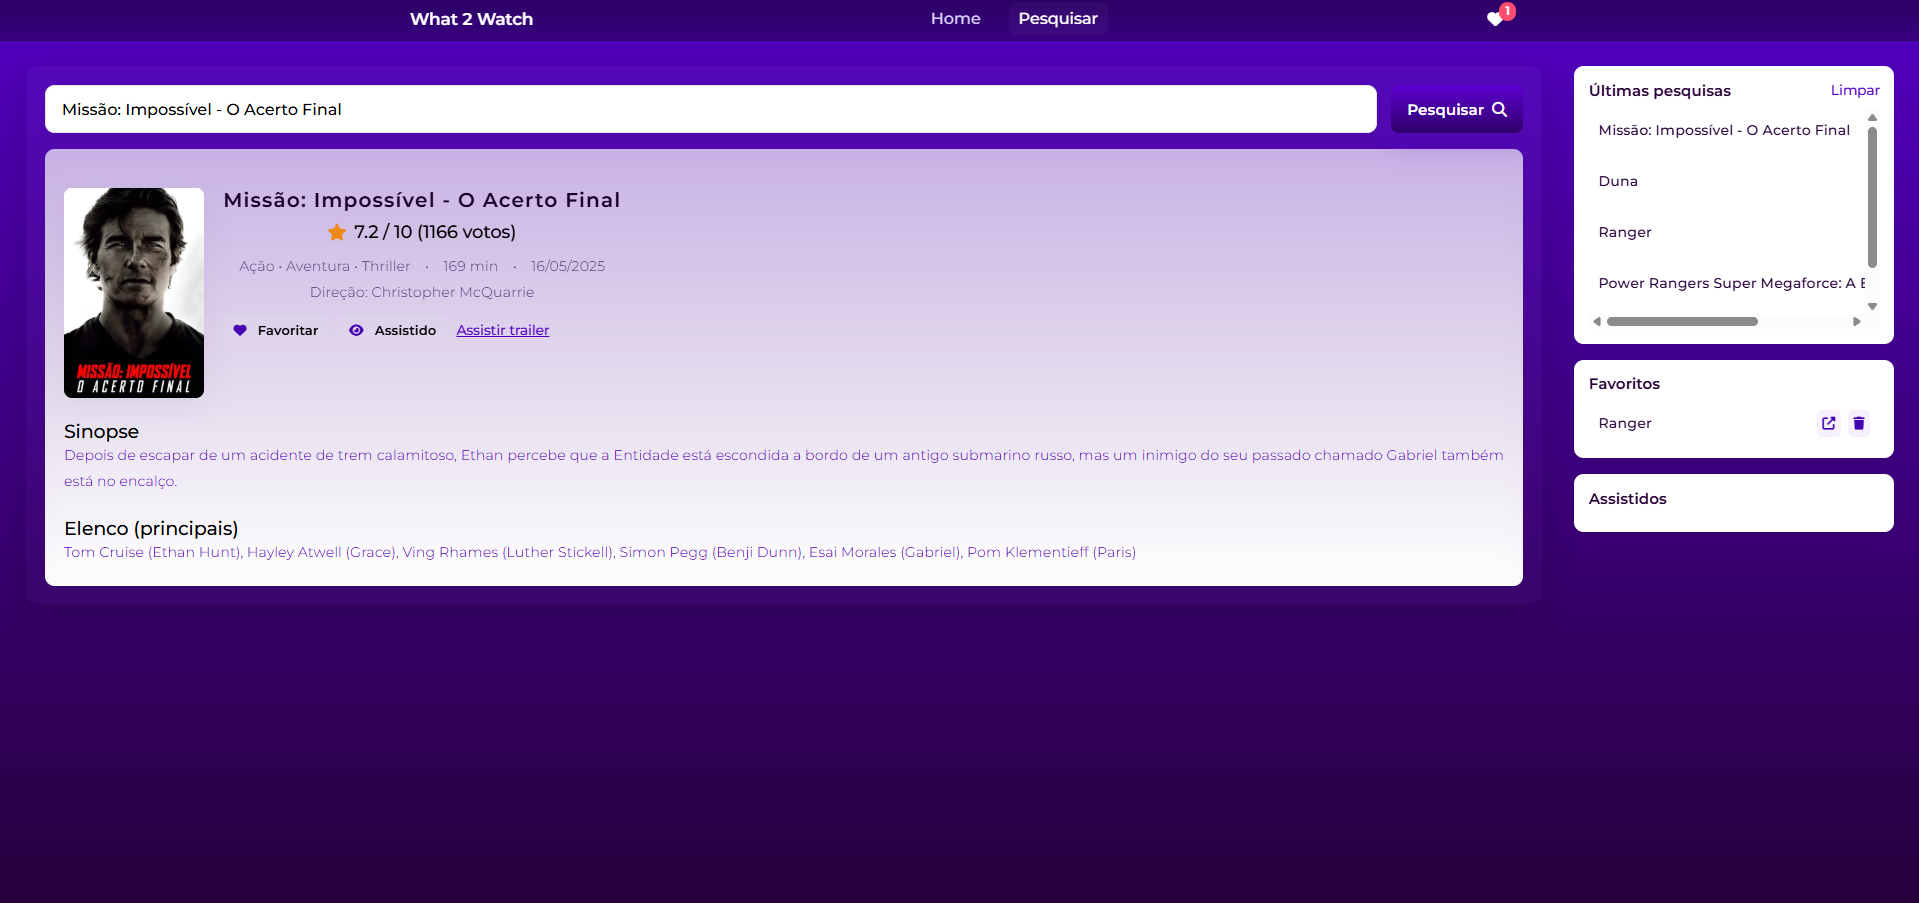 What 2 Watch
Home
Pesquisar
1
Missão: Impossível - O Acerto Final
Pesquisar
MISSÃO: IMPOSSÍVEL
O ACERTO FINAL
Missão: Impossível - O Acerto Final
7.2 / 10 (1166 votos)
Ação • Aventura • Thriller • 169 min • 16/05/2025
Direção: Christopher McQuarrie
Favoritar
Assistido
Assistir trailer
Sinopse
Depois de escapar de um acidente de trem calamitoso, Ethan percebe que a Entidade está escondida a bordo de um antigo submarino russo, mas um inimigo do seu passado chamado Gabriel também
está no encalço.
Elenco (principais)
Tom Cruise (Ethan Hunt), Hayley Atwell (Grace), Ving Rhames (Luther Stickell), Simon Pegg (Benji Dunn), Esai Morales (Gabriel), Pom Klementieff (Paris)
Últimas pesquisas
Limpar
Missão: Impossível - O Acerto Final
Duna
Ranger
Power Rangers Super Megaforce: A
Favoritos
Ranger
Assistidos